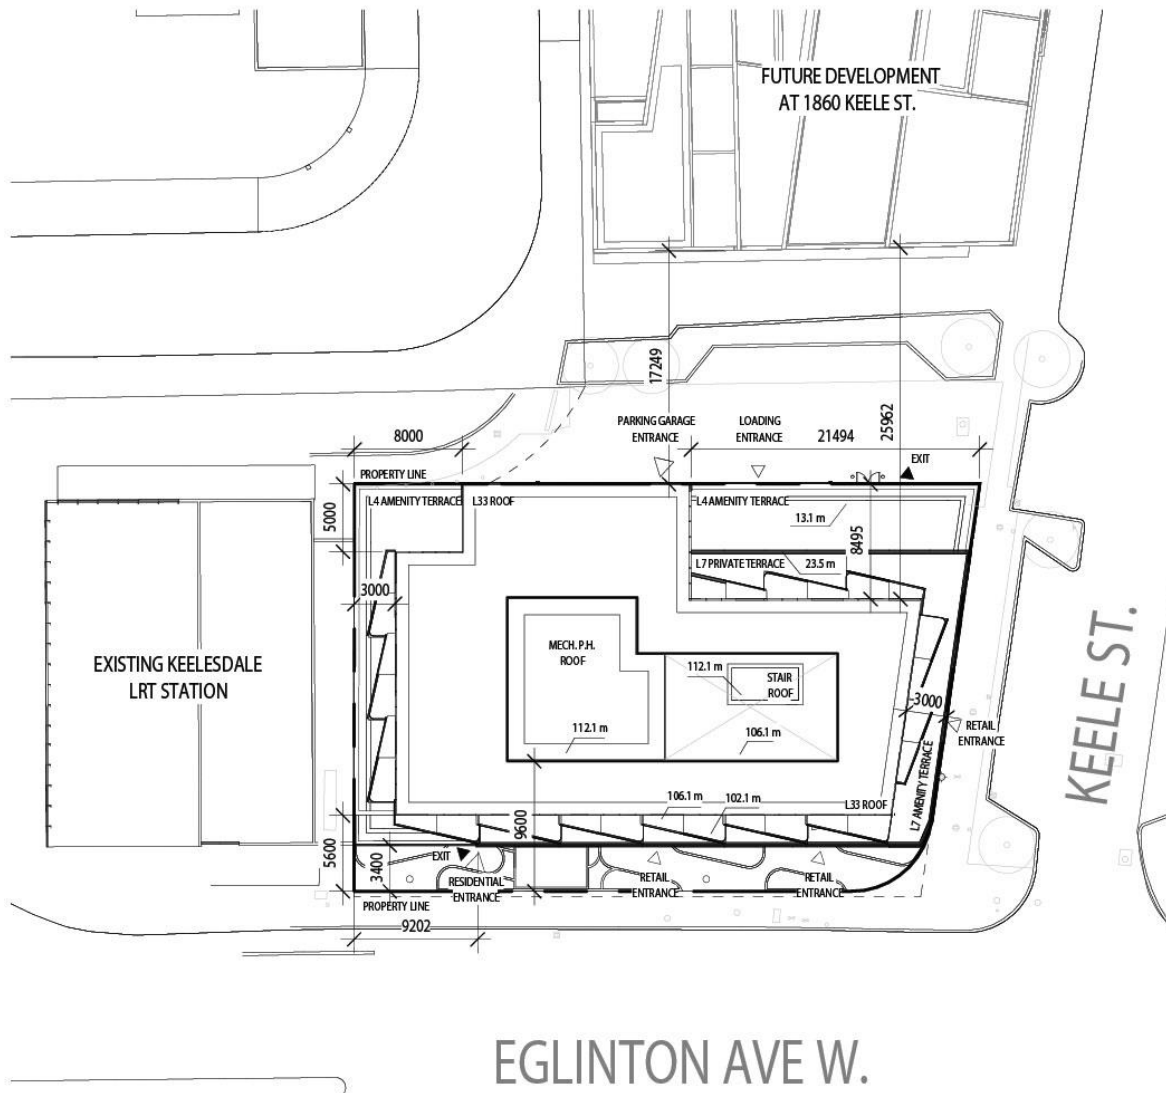 FUTURE DEVELOPMENT
AT 1860 KEELE ST.
17249
25962
PARKING GARAGE
ENTRANCE
LOADING
ENTRANCE
21494
8000
EXIT
PROPERTY LINE
L4 AMENITY TERRACE
L33 ROOF
L4 AMENITY TERRACE
13.1 m
5000
8495
L7 PRIVATE TERRACE
23.5 m
3000
EXISTING KEELESDALE
LRT STATION
MECH. P.H.
ROOF
112.1 m
STAIR
ROOF
3000
RETAIL
ENTRANCE
KEELE ST.
112.1 m
106.1 m
L7 AMENITY TERRACE
106.1 m
102.1 m
L33 ROOF
9600
5600
3400
EXIT
RESIDENTIAL
ENTRANCE
RETAIL
ENTRANCE
RETAIL
ENTRANCE
PROPERTY LINE
9202
EGLINTON AVE W.